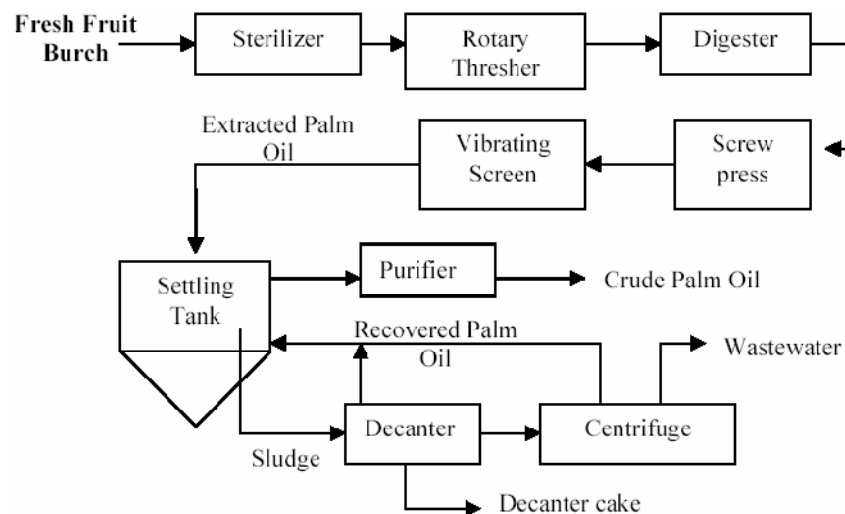 Fresh Fruit
Burch
Sterilizer
Rotary
Thresher
Digester
Extracted Palm
Oil
Vibrating
Screen
Screw
press
Settling
Tank
Purifier
Crude Palm Oil
Recovered Palm
Oil
Wastewater
Sludge
Decanter
Centrifuge
Decanter cake